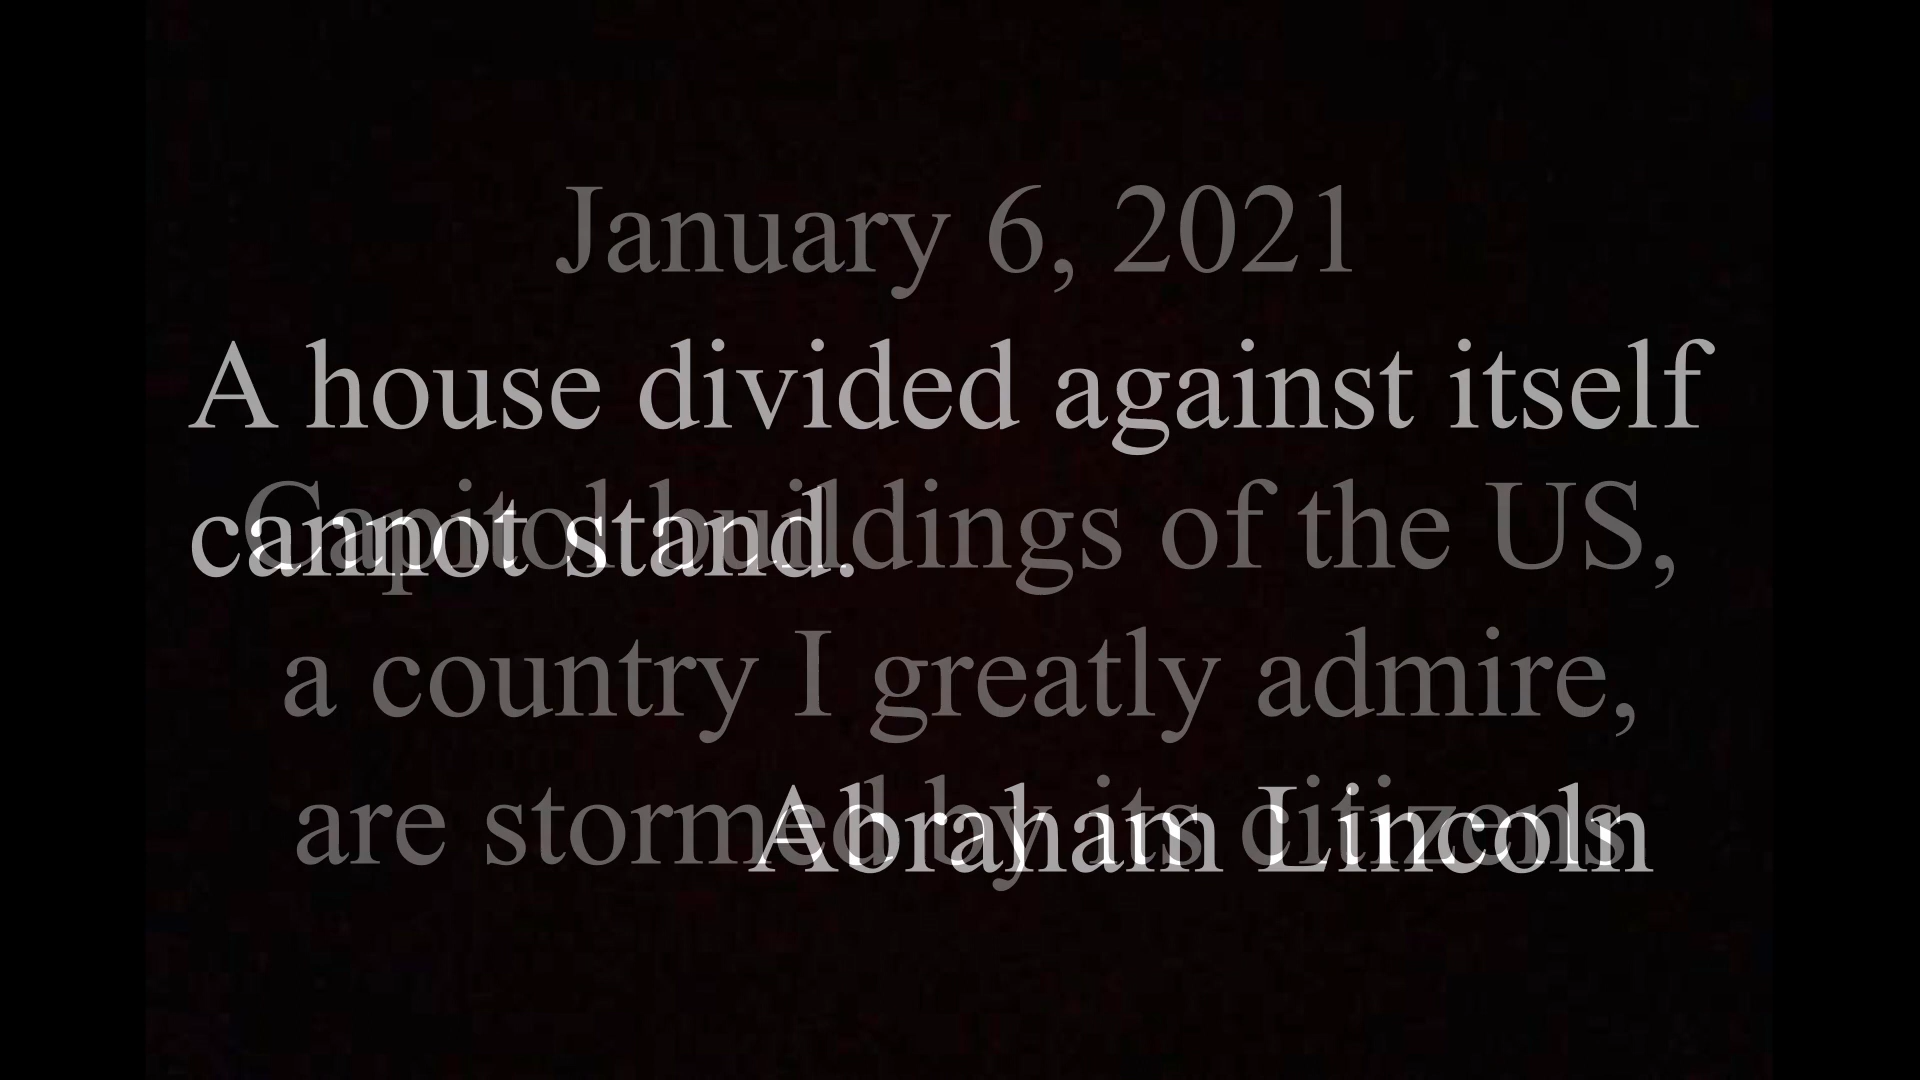 January 6, 2021
A house divided against itself
cannot stand.
Capitol buildings of the US,
a country I greatly admire,
are stormed by its citizens
Abraham Lincoln